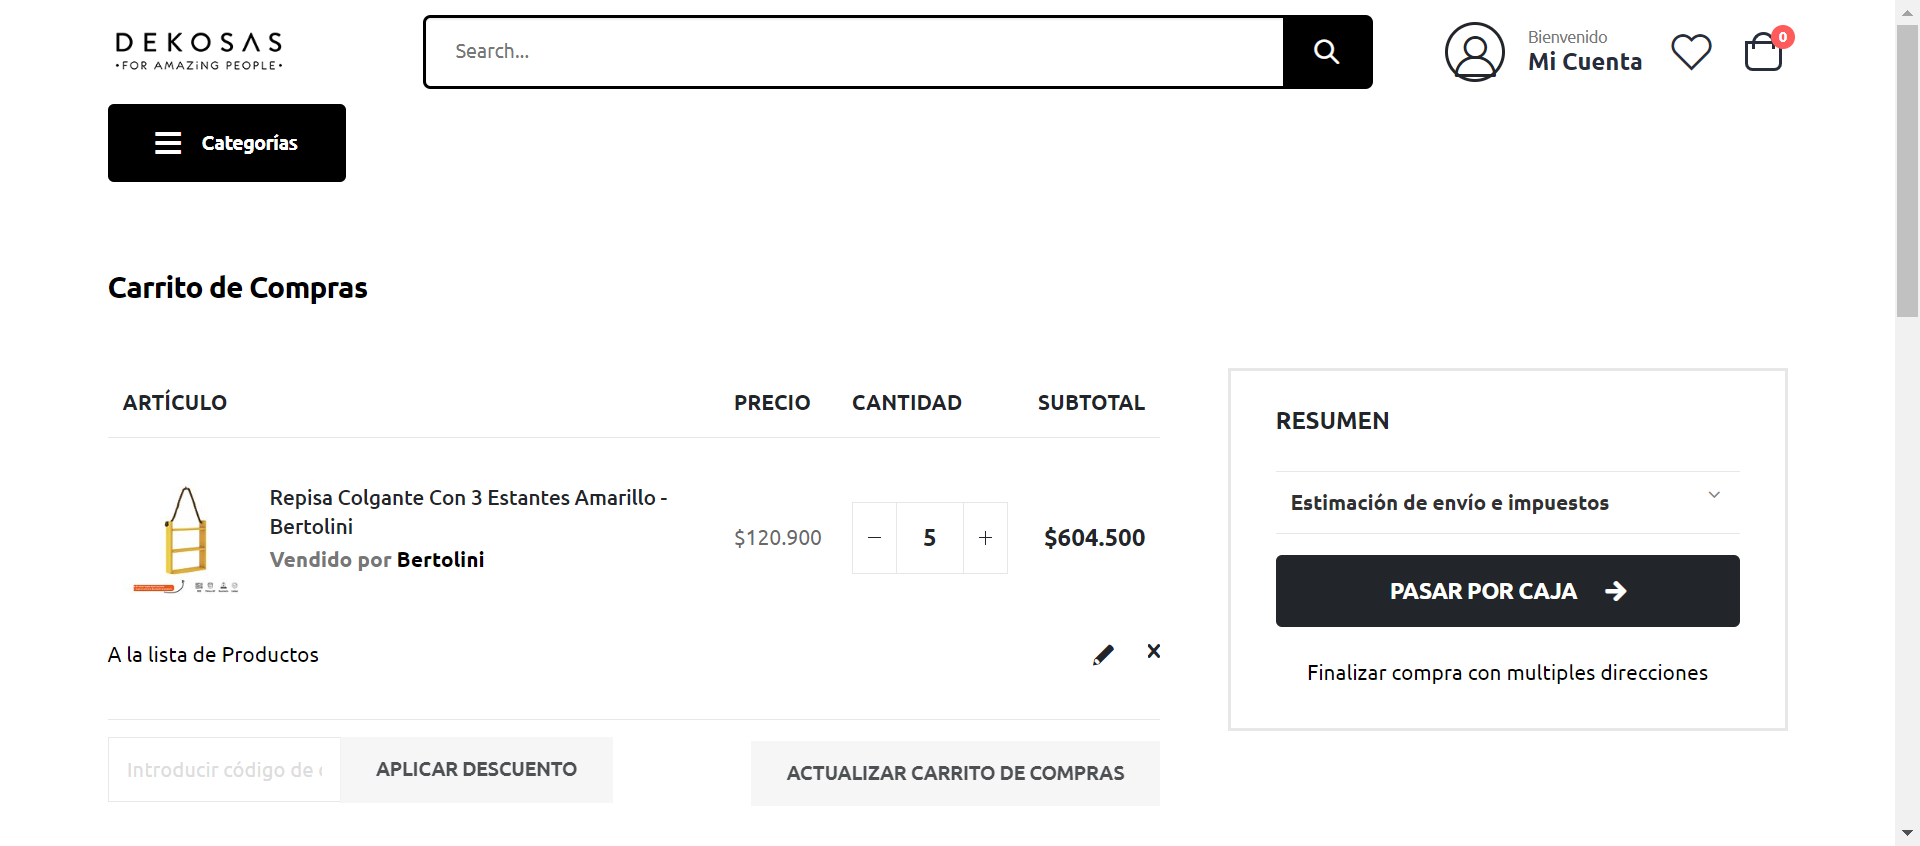 DEKOSAS
•FOR AMAZiNG PEOPLE•
Search...
Bienvenido
Mi Cuenta
0
Categorías
Carrito de Compras
ARTÍCULO
PRECIO
CANTIDAD
SUBTOTAL
Repisa Colgante Con 3 Estantes Amarillo -
Bertolini
Vendido por Bertolini
$120.900
5
$604.500
A la lista de Productos
Introducir código de
APLICAR DESCUENTO
ACTUALIZAR CARRITO DE COMPRAS
RESUMEN
Estimación de envío e impuestos
PASAR POR CAJA
Finalizar compra con multiples direcciones